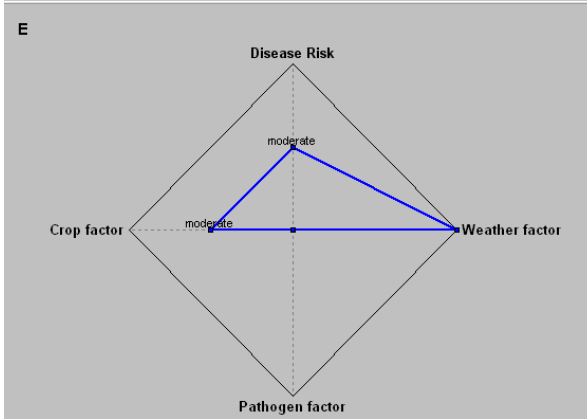 E
Disease Risk
moderate
moderate
Crop factor
Weather factor
Pathogen factor